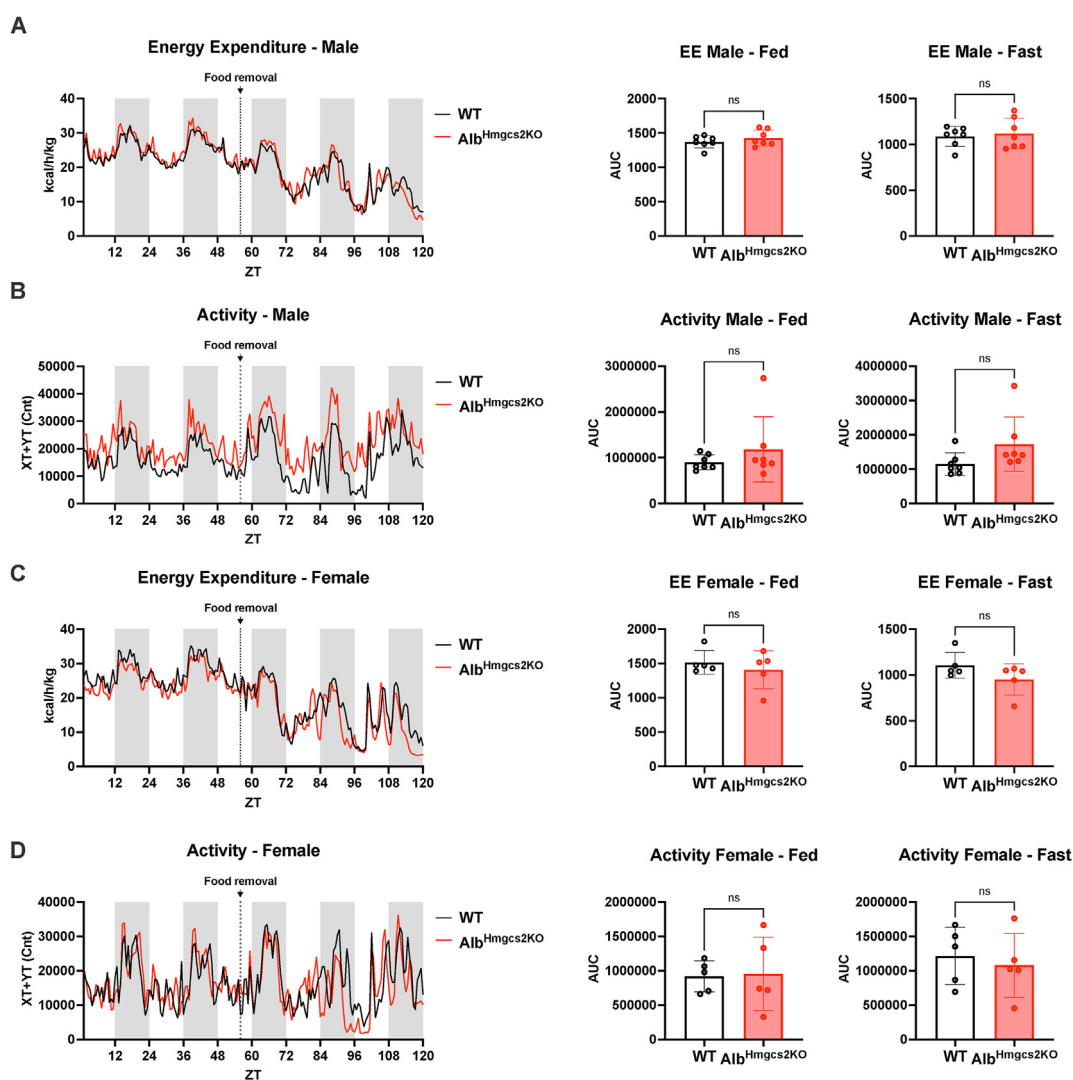 A
Energy Expenditure - Male
Food removal
kcal/h/kg
40
30
20
10
0
12 24 36 48 60 72 84 96 108 120
ZT
WT
AlbHmgcs2KO
EE Male - Fed
ns
AUC
2000
1500
1000
500
0
WT AlbHmgcs2KO
EE Male - Fast
ns
AUC
1500
1000
500
0
WT AlbHmgcs2KO
B
Activity - Male
Food removal
XT+YT (Cnt)
50000
40000
30000
20000
10000
0
12 24 36 48 60 72 84 96 108 120
ZT
WT
AlbHmgcs2KO
Activity Male - Fed
ns
AUC
3000000
2000000
1000000
0
WT AlbHmgcs2KO
Activity Male - Fast
ns
AUC
4000000
3000000
2000000
1000000
0
WT AlbHmgcs2KO
C
Energy Expenditure - Female
Food removal
kcal/h/kg
40
30
20
10
0
12 24 36 48 60 72 84 96 108 120
ZT
WT
AlbHmgcs2KO
EE Female - Fed
ns
AUC
2000
1500
1000
500
0
WT AlbHmgcs2KO
EE Female - Fast
ns
AUC
1500
1000
500
0
WT AlbHmgcs2KO
D
Activity - Female
Food removal
XT+YT (Cnt)
40000
30000
20000
10000
0
12 24 36 48 60 72 84 96 108 120
ZT
WT
AlbHmgcs2KO
Activity Female - Fed
ns
AUC
2000000
1500000
1000000
500000
0
WT AlbHmgcs2KO
Activity Female - Fast
ns
AUC
2000000
1500000
1000000
500000
0
WT AlbHmgcs2KO